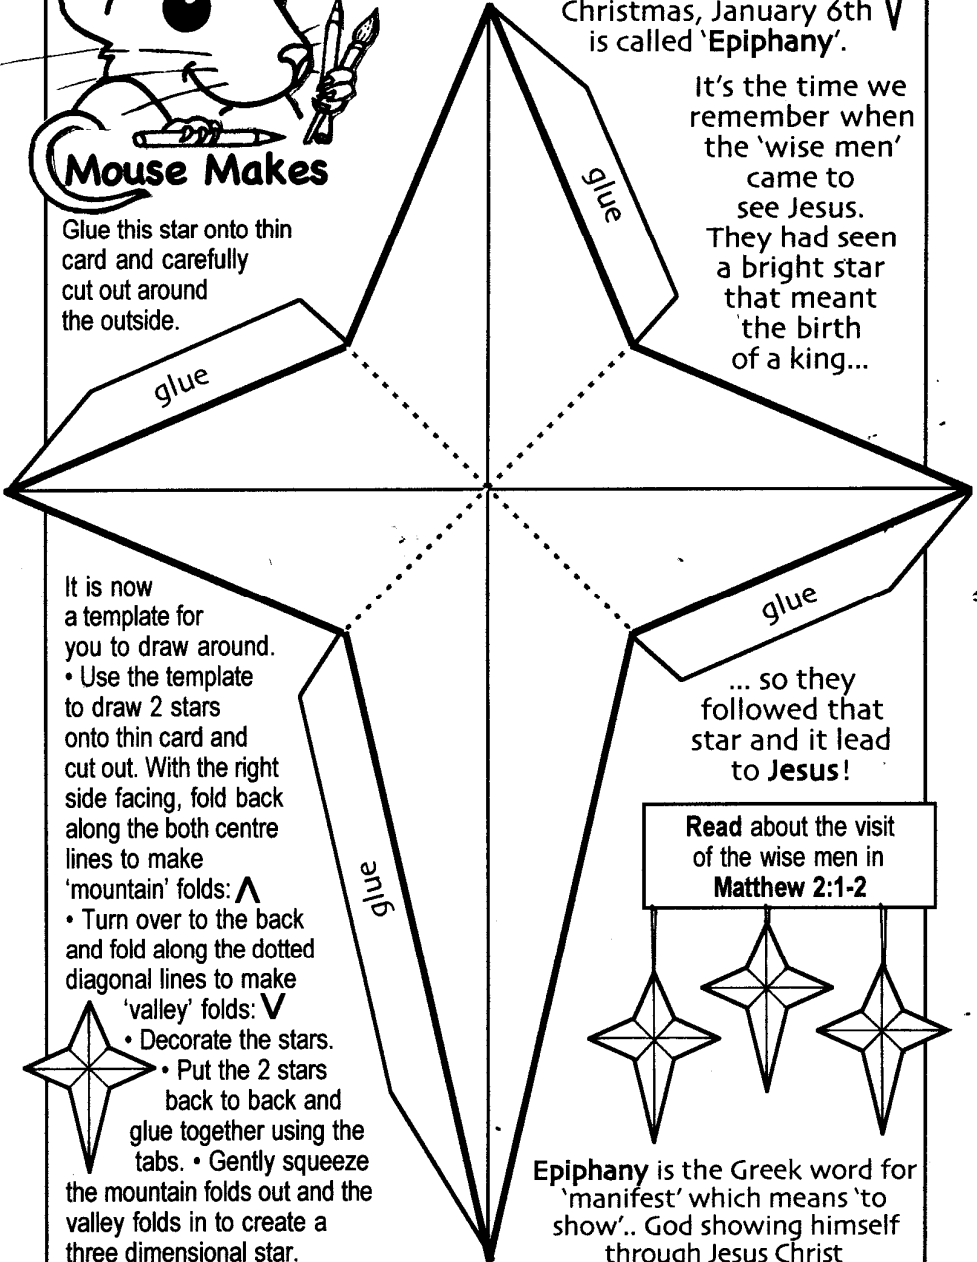 Christmas, January 6th
is called 'Epiphany'.
It's the time we
remember when
the 'wise men'
came to
see Jesus.
They had seen
a bright star
that meant
the birth
of a king...
Mouse Makes
Glue this star onto thin
card and carefully
cut out around
the outside.
glue
glue
glue
glue
It is now
a template for
you to draw around.
• Use the template
to draw 2 stars
onto thin card and
cut out. With the right
side facing, fold back
along the both centre
lines to make
'mountain' folds: Λ
• Turn over to the back
and fold along the dotted
diagonal lines to make
'valley' folds: V
• Decorate the stars.
• Put the 2 stars
back to back and
glue together using the
tabs. • Gently squeeze
the mountain folds out and the
valley folds in to create a
three dimensional star.
... so they
followed that
star and it lead
to Jesus!
Read about the visit
of the wise men in
Matthew 2:1-2
Epiphany is the Greek word for
'manifest' which means 'to
show'.. God showing himself
through Jesus Christ